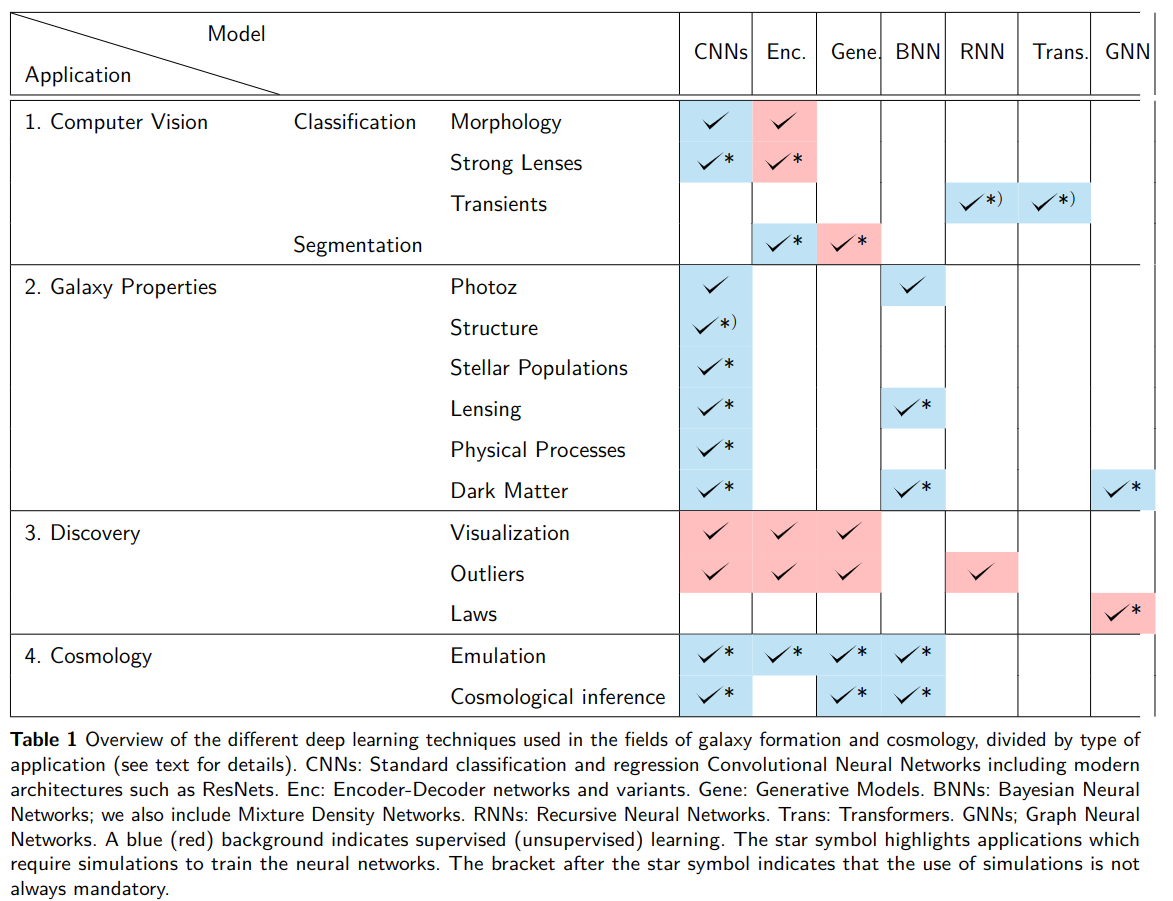 Model
Application
CNNs Enc. Gene. BNN RNN Trans. GNN
1. Computer Vision Classification Morphology ✓ ✓
Strong Lenses ✓* ✓*
Transients ✓*) ✓*)
Segmentation ✓* ✓*
2. Galaxy Properties Photoz ✓ ✓
Structure ✓*)
Stellar Populations ✓*
Lensing ✓* ✓*
Physical Processes ✓*
Dark Matter ✓* ✓* ✓*
3. Discovery Visualization ✓ ✓ ✓
Outliers ✓ ✓ ✓ ✓
Laws ✓*
4. Cosmology Emulation ✓* ✓* ✓* ✓*
Cosmological inference ✓* ✓* ✓*
Table 1 Overview of the different deep learning techniques used in the fields of galaxy formation and cosmology, divided by type of
application (see text for details). CNNs: Standard classification and regression Convolutional Neural Networks including modern
architectures such as ResNets. Enc: Encoder-Decoder networks and variants. Gene: Generative Models. BNNs: Bayesian Neural
Networks; we also include Mixture Density Networks. RNNs: Recursive Neural Networks. Trans: Transformers. GNNs; Graph Neural
Networks. A blue (red) background indicates supervised (unsupervised) learning. The star symbol highlights applications which
require simulations to train the neural networks. The bracket after the star symbol indicates that the use of simulations is not
always mandatory.